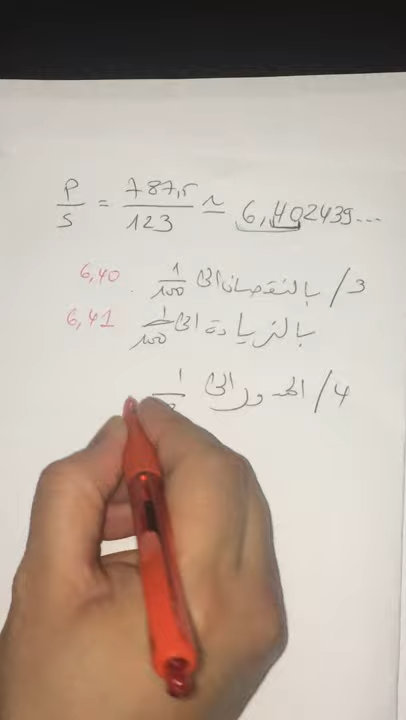 P/S = 787,5/123 ≃ 6,402439...
3/ بالنقصان الى 1/100 6,40
بالزيادة الى 1/100 6,41
4/ المدور الى 1/